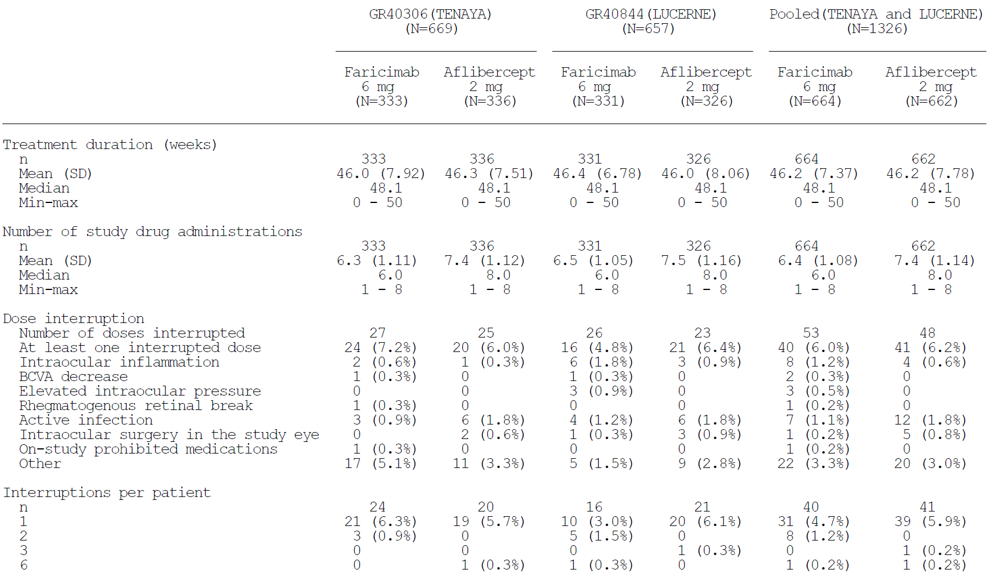 GR40306(TENAYA) GR40844(LUCERNE) Pooled(TENAYA and LUCERNE)
(N=669) (N=657) (N=1326)
Faricimab Aflibercept Faricimab Aflibercept Faricimab Aflibercept
6 mg 2 mg 6 mg 2 mg 6 mg 2 mg
(N=333) (N=336) (N=331) (N=326) (N=664) (N=662)
Treatment duration (weeks)
n 333 336 331 326 664 662
Mean (SD) 46.0 (7.92) 46.3 (7.51) 46.4 (6.78) 46.0 (8.06) 46.2 (7.37) 46.2 (7.78)
Median 48.1 48.1 48.1 48.1 48.1 48.1
Min-max 0 - 50 0 - 50 0 - 50 0 - 50 0 - 50 0 - 50
Number of study drug administrations
n 333 336 331 326 664 662
Mean (SD) 6.3 (1.11) 7.4 (1.12) 6.5 (1.05) 7.5 (1.16) 6.4 (1.08) 7.4 (1.14)
Median 6.0 8.0 6.0 8.0 6.0 8.0
Min-max 1 - 8 1 - 8 1 - 8 1 - 8 1 - 8 1 - 8
Dose interruption
Number of doses interrupted 27 25 26 23 53 48
At least one interrupted dose 24 (7.2%) 20 (6.0%) 16 (4.8%) 21 (6.4%) 40 (6.0%) 41 (6.2%)
Intraocular inflammation 2 (0.6%) 1 (0.3%) 6 (1.8%) 3 (0.9%) 8 (1.2%) 4 (0.6%)
BCVA decrease 1 (0.3%) 0 1 (0.3%) 0 2 (0.3%) 0
Elevated intraocular pressure 0 0 3 (0.9%) 0 3 (0.5%) 0
Rhegmatogenous retinal break 1 (0.3%) 0 0 0 1 (0.2%) 0
Active infection 3 (0.9%) 6 (1.8%) 4 (1.2%) 6 (1.8%) 7 (1.1%) 12 (1.8%)
Intraocular surgery in the study eye 0 2 (0.6%) 1 (0.3%) 3 (0.9%) 1 (0.2%) 5 (0.8%)
On-study prohibited medications 1 (0.3%) 0 0 0 1 (0.2%) 0
Other 17 (5.1%) 11 (3.3%) 5 (1.5%) 9 (2.8%) 22 (3.3%) 20 (3.0%)
Interruptions per patient
n 24 20 16 21 40 41
1 21 (6.3%) 19 (5.7%) 10 (3.0%) 20 (6.1%) 31 (4.7%) 39 (5.9%)
2 3 (0.9%) 0 5 (1.5%) 0 8 (1.2%) 0
3 0 0 0 1 (0.3%) 0 1 (0.2%)
6 0 1 (0.3%) 1 (0.3%) 0 1 (0.2%) 1 (0.2%)